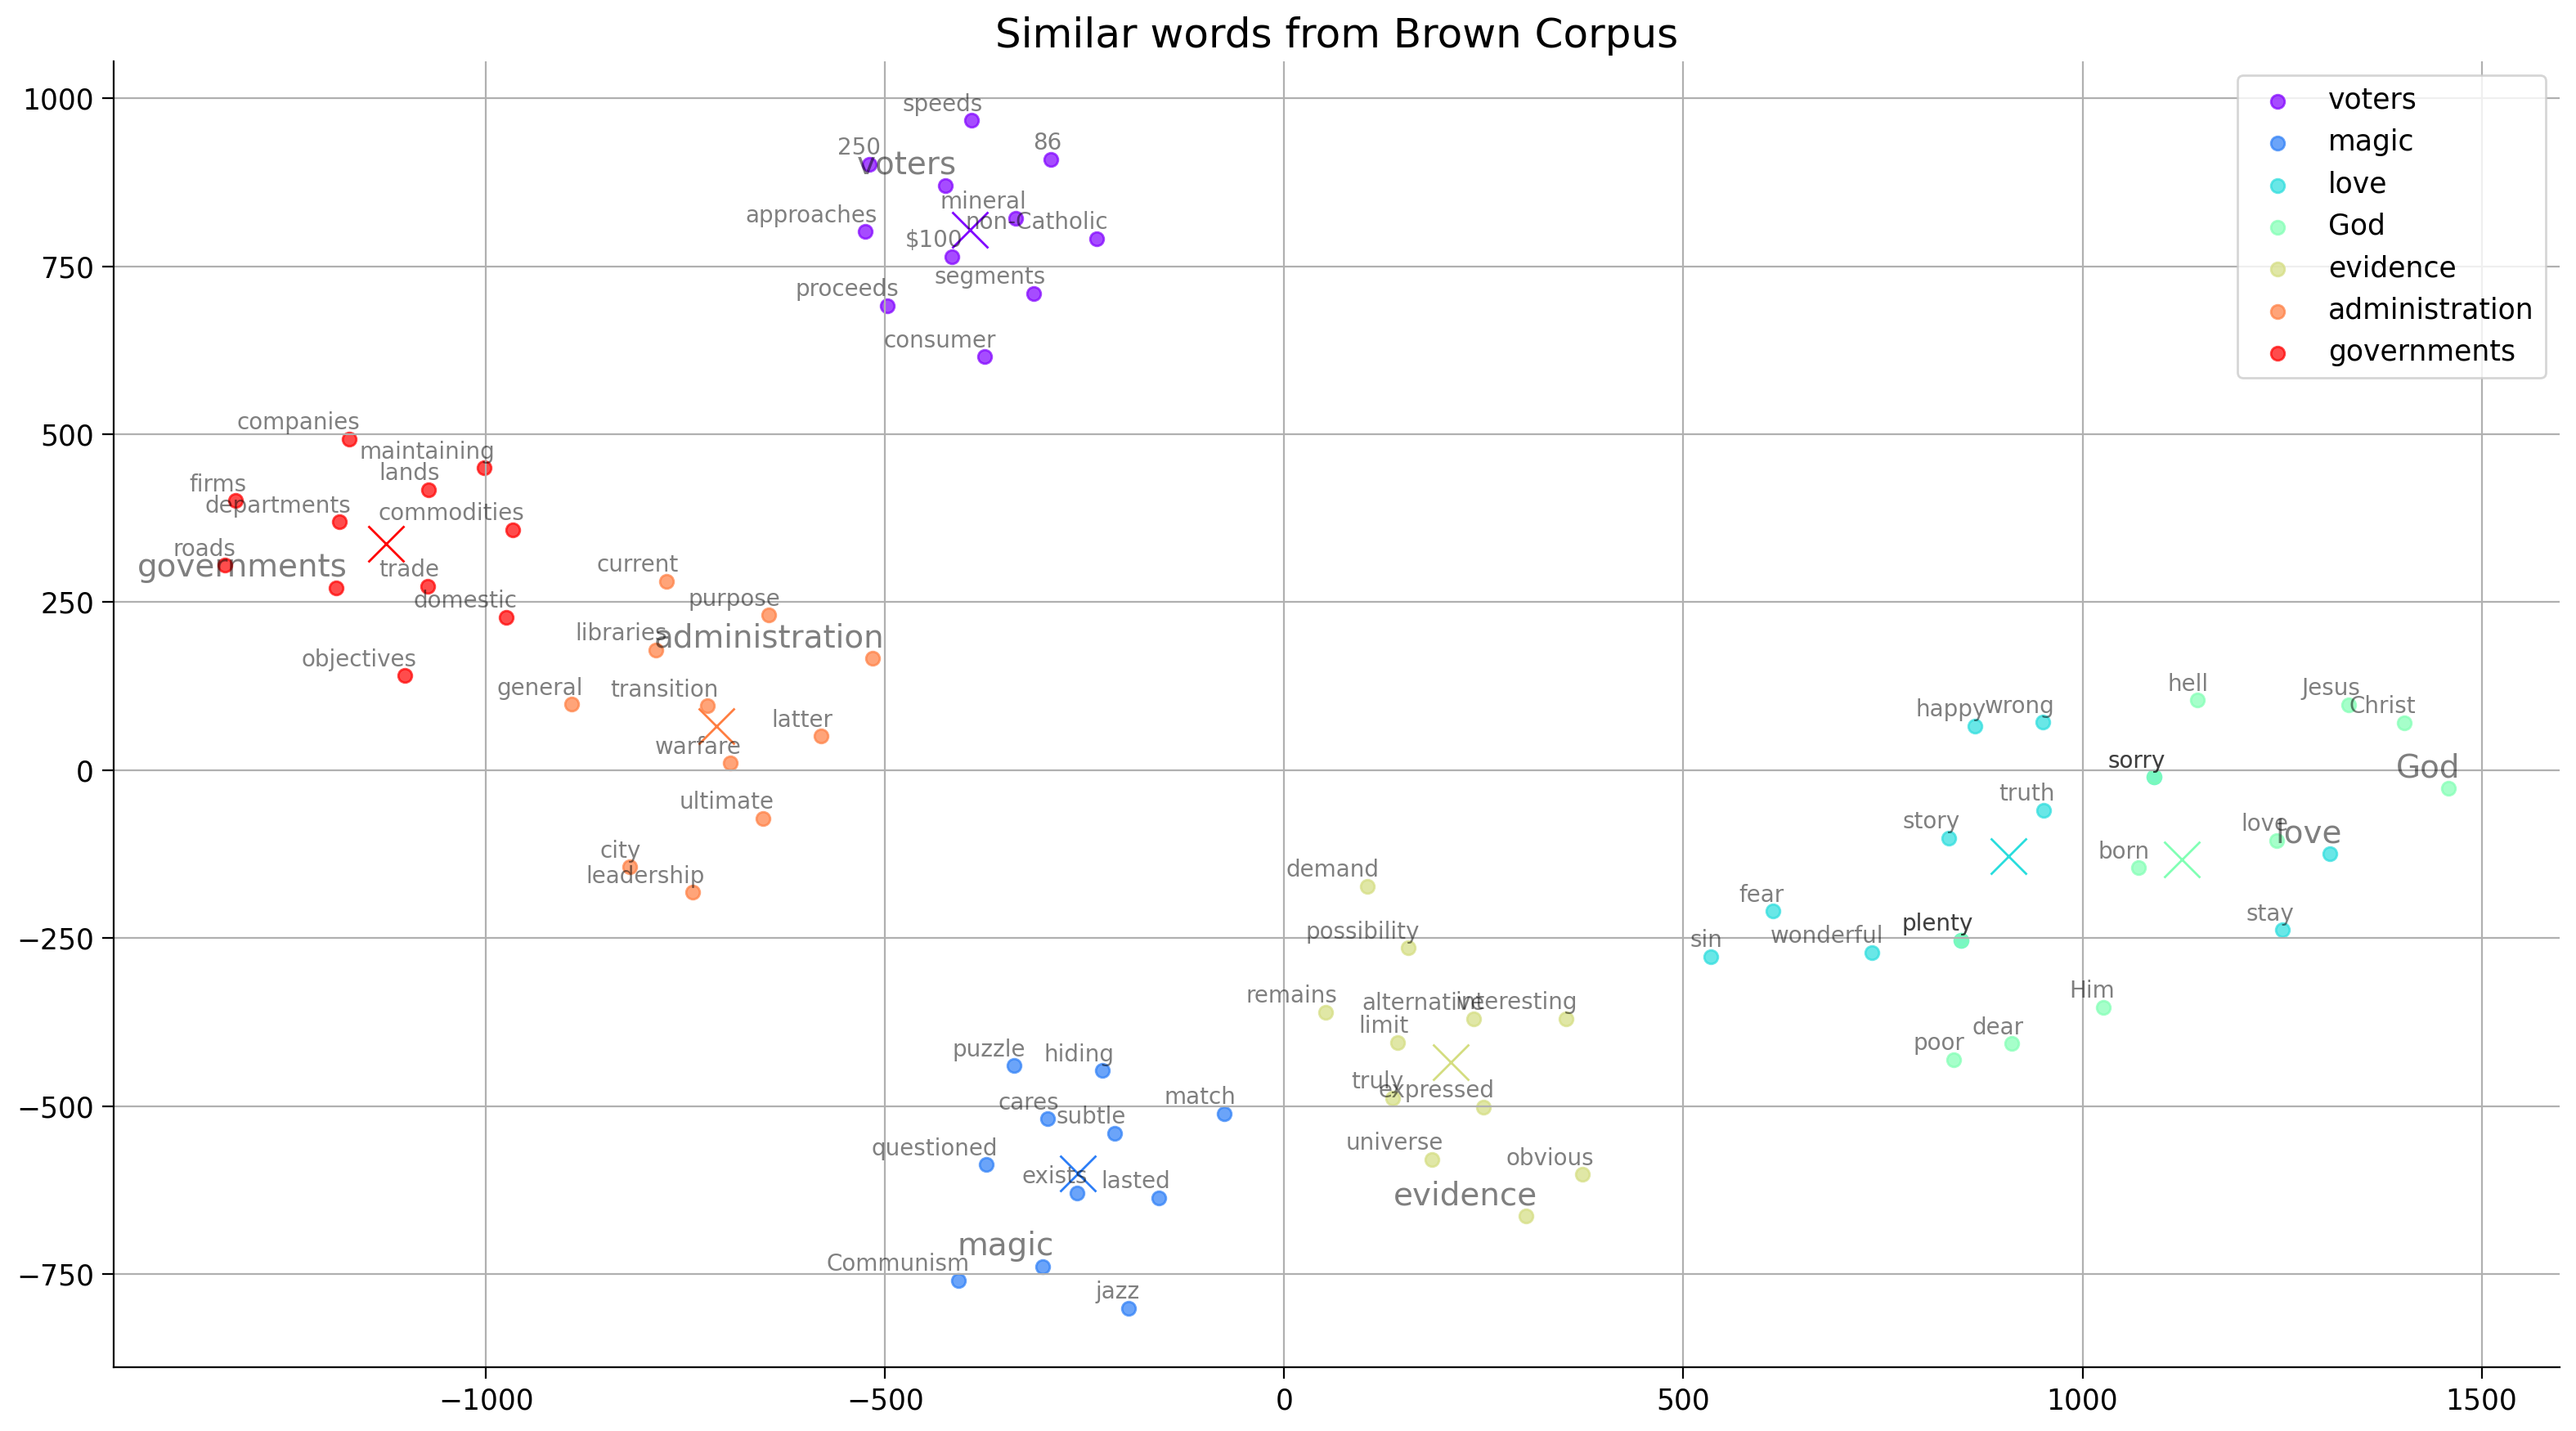 Similar words from Brown Corpus
voters
magic
love
God
evidence
administration
governments
1000
750
500
250
0
−250
−500
−750
speeds
86
250
voters
mineral
approaches
non-Catholic
$100
segments
proceeds
consumer
companies
maintaining
lands
firms
departments
commodities
roads
governments
trade
domestic
objectives
current
purpose
libraries
administration
general
transition
latter
warfare
ultimate
city
leadership
hell
Jesus
Christ
happy
wrong
sorry
God
truth
story
love
love
born
fear
stay
plenty
sin
wonderful
Him
dear
poor
demand
possibility
remains
alternative
interesting
limit
truly
expressed
universe
obvious
evidence
puzzle
hiding
match
cares
subtle
questioned
exists
lasted
magic
Communism
jazz
−1000
−500
0
500
1000
1500